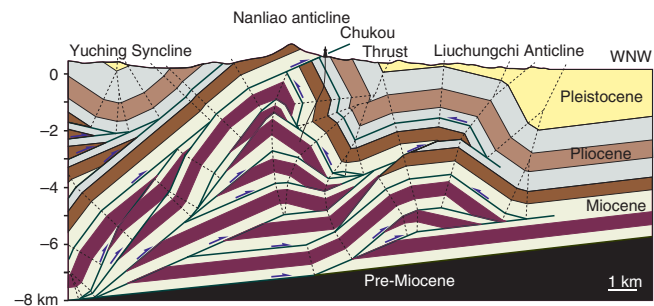 Nanliao anticline
Chukou
Yuching Syncline
Thrust
Liuchungchi Anticline
WNW
0
Pleistocene
–2
Pliocene
–4
Miocene
–6
Pre-Miocene
1 km
–8 km